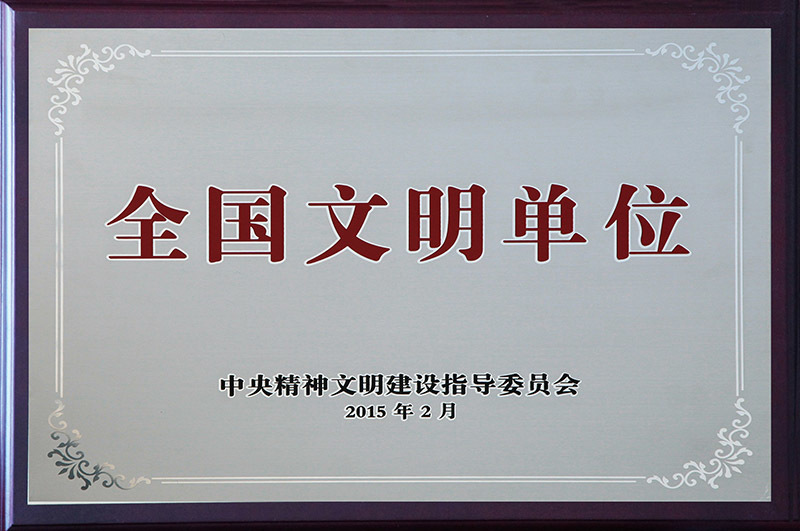 全国文明单位
中央精神文明建设指导委员会
2015 年 2 月